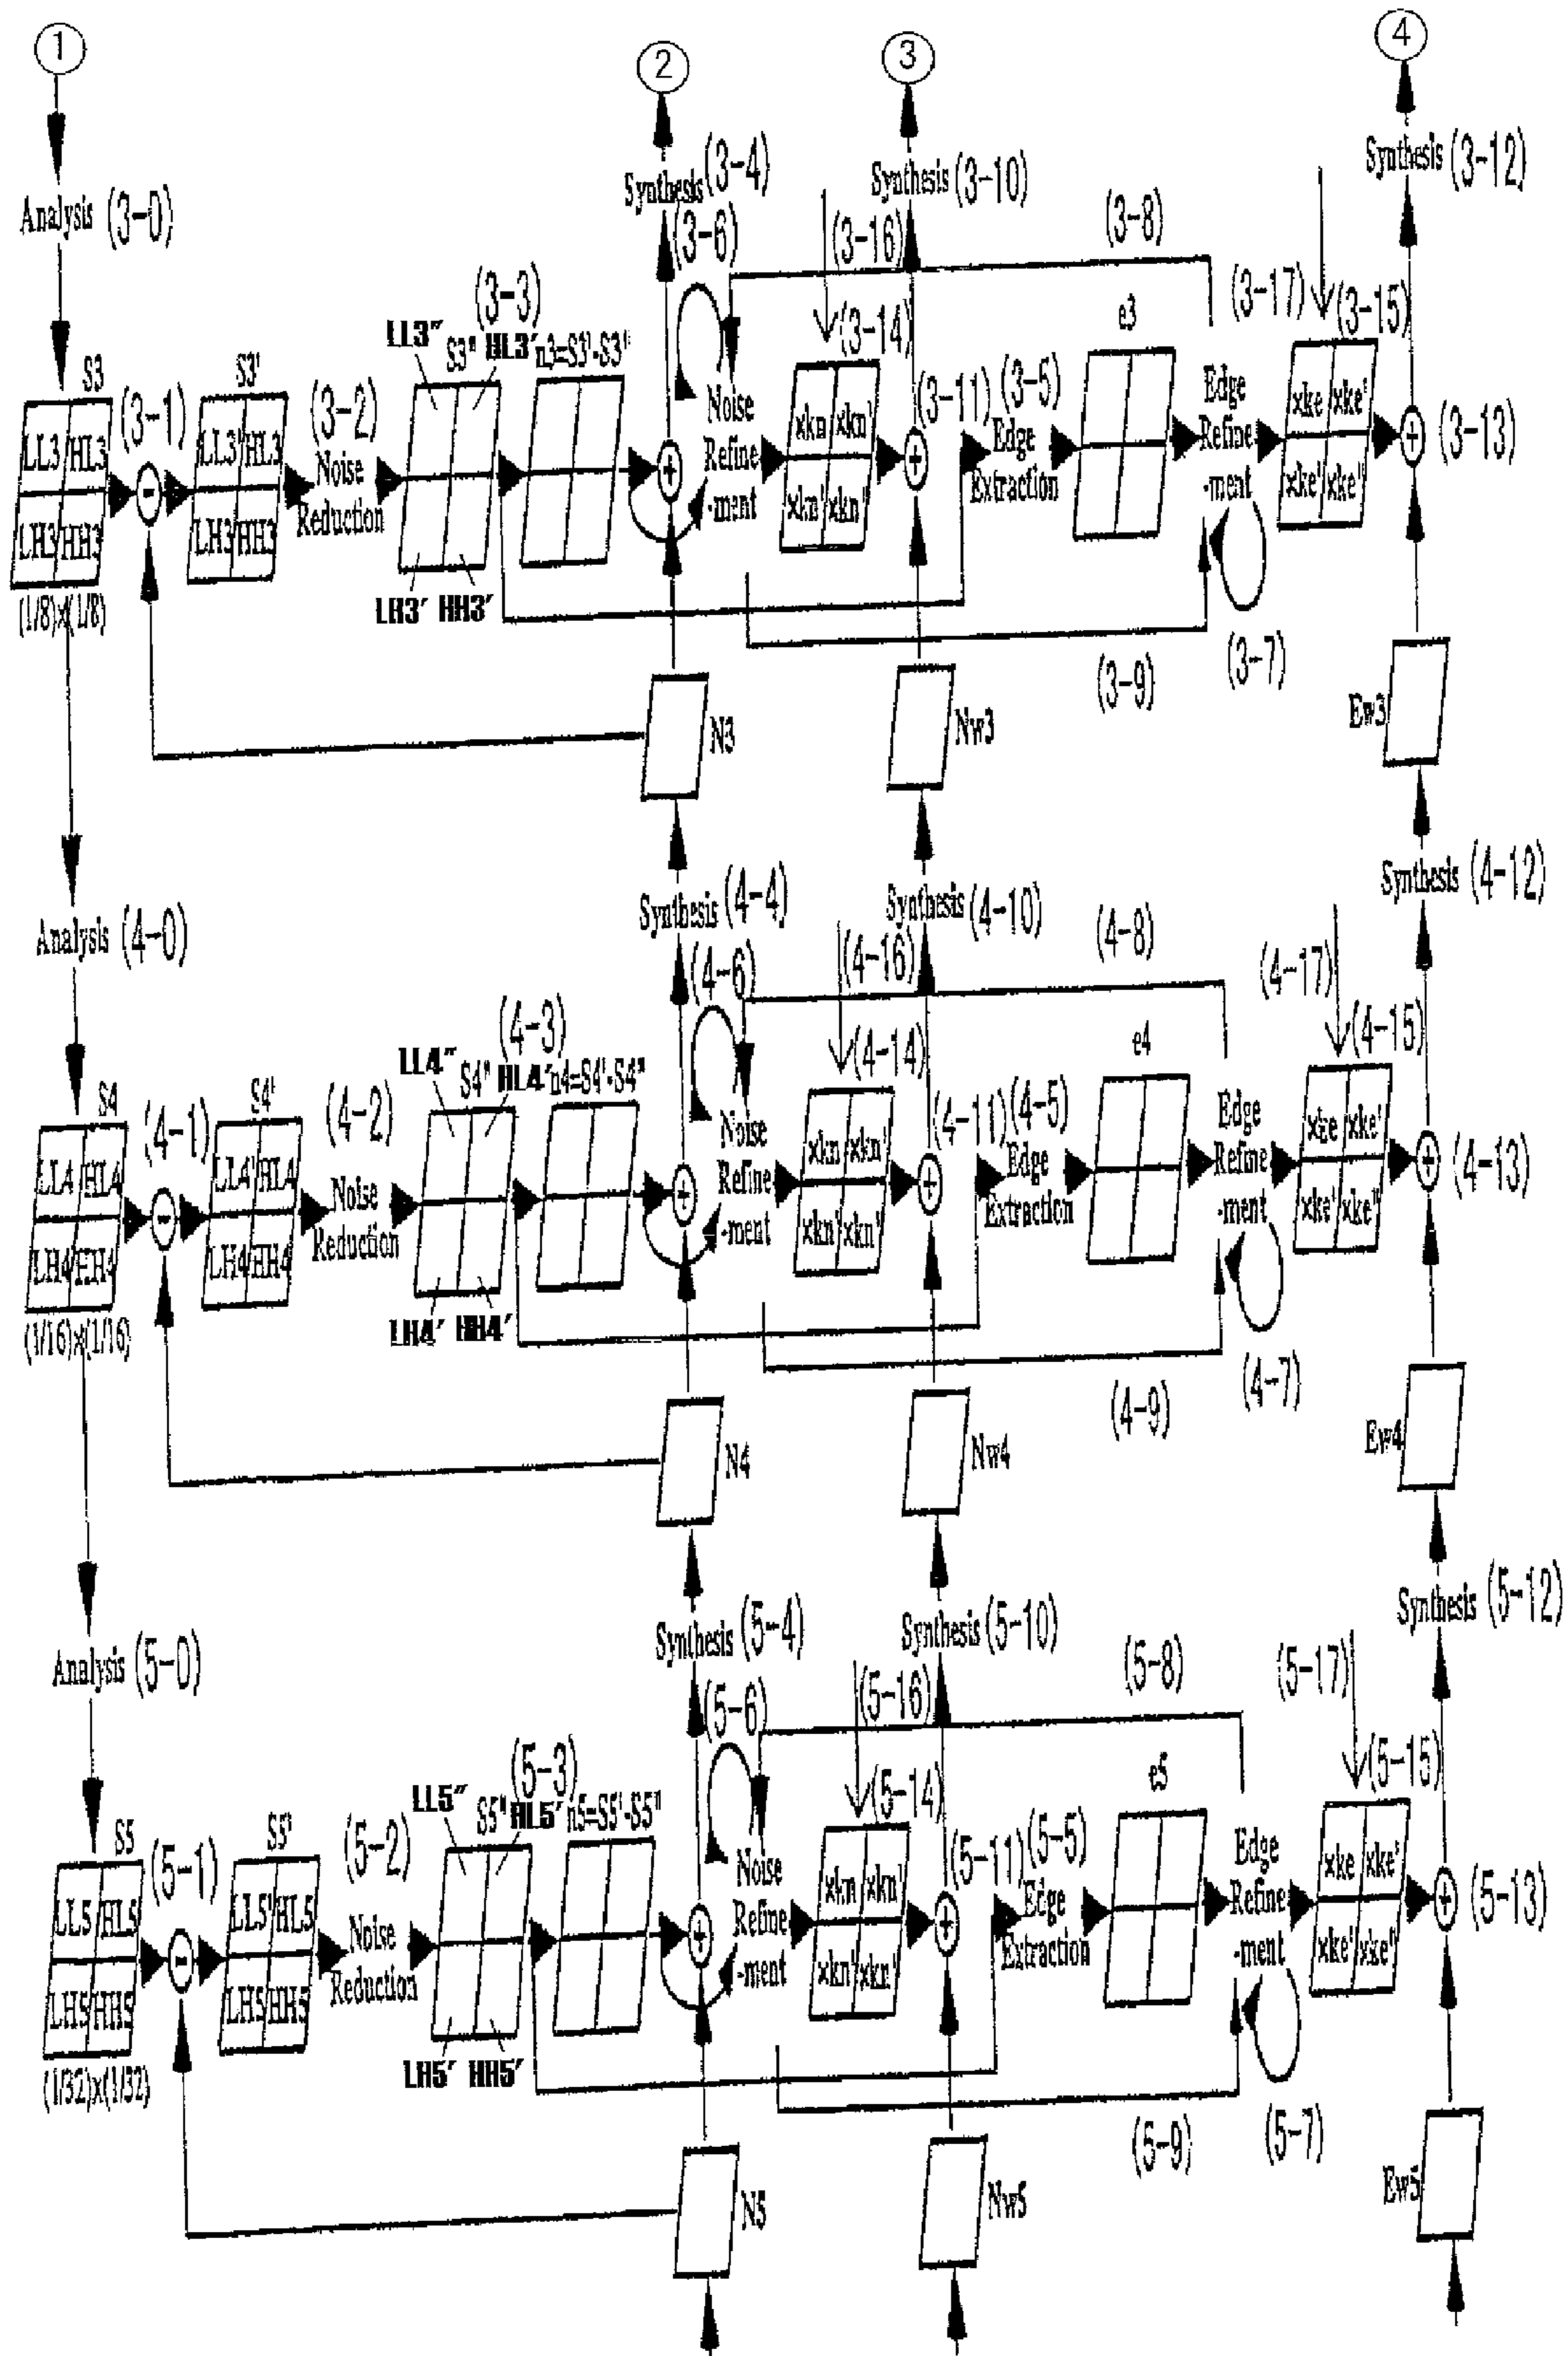 1
2
3
4
Analysis (3-0)
Synthesis (3-4)
Synthesis (3-10)
Synthesis (3-12)
(3-6)
(3-16)
(3-8)
(3-17)
(3-3)
(3-14)
e3
(3-15)
S3
S3'
LL3″
S3"
HL3′
n3=S3'-S3"
(3-1)
(3-2)
LL3 HL3
LH3 HH3
LL3' HL3
LH3 HH3
Noise
Reduction
LH3′ HH3′
Noise
Refine
-ment
xkn xkn'
xkn' xkn'
(3-11)
(3-5)
Edge
Extraction
Edge
Refine
-ment
xke xke'
xke' xke'
(3-13)
(1/8)x(1/8)
(3-9)
(3-7)
N3
Nw3
Ew3
Analysis (4-0)
Synthesis (4-4)
Synthesis (4-10)
Synthesis (4-12)
(4-6)
(4-16)
(4-8)
(4-17)
(4-3)
(4-14)
e4
(4-15)
S4
S4'
LL4″
S4"
HL4′
n4=S4'-S4"
(4-1)
(4-2)
LL4 HL4
LH4 HH4
LL4' HL4
LH4 HH4
Noise
Reduction
LH4′ HH4′
Noise
Refine
-ment
xkn xkn'
xkn' xkn'
(4-11)
(4-5)
Edge
Extraction
Edge
Refine
-ment
xke xke'
xke' xke'
(4-13)
(1/16)x(1/16)
(4-9)
(4-7)
N4
Nw4
Ew4
Analysis (5-0)
Synthesis (5-4)
Synthesis (5-10)
Synthesis (5-12)
(5-6)
(5-16)
(5-8)
(5-17)
(5-3)
(5-14)
e5
(5-15)
S5
S5'
LL5″
S5"
HL5′
n5=S5'-S5"
(5-1)
(5-2)
LL5 HL5
LH5 HH5
LL5' HL5
LH5 HH5
Noise
Reduction
LH5′ HH5′
Noise
Refine
-ment
xkn xkn'
xkn' xkn'
(5-11)
(5-5)
Edge
Extraction
Edge
Refine
-ment
xke xke'
xke' xke'
(5-13)
(1/32)x(1/32)
(5-9)
(5-7)
N5
Nw5
Ew5